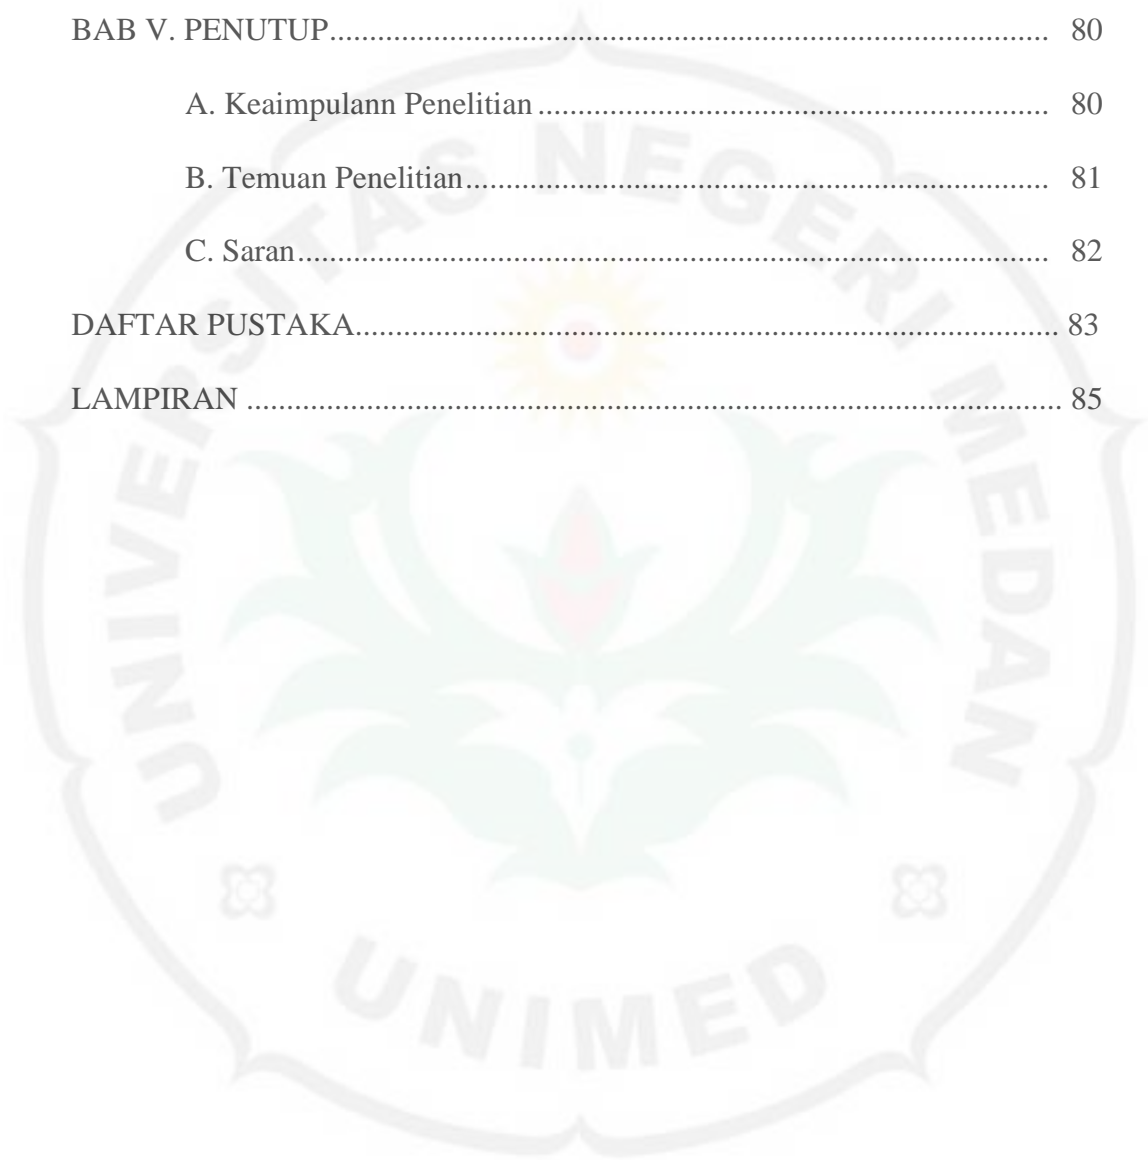 BAB V. PENUTUP.......................................................................................... 80
A. Keaimpulann Penelitian ................................................................ 80
B. Temuan Penelitian......................................................................... 81
C. Saran.............................................................................................. 82
DAFTAR PUSTAKA........................................................................................ 83
LAMPIRAN ...................................................................................................... 85
UNIVERSITAS NEGERI MEDAN
UNIMED